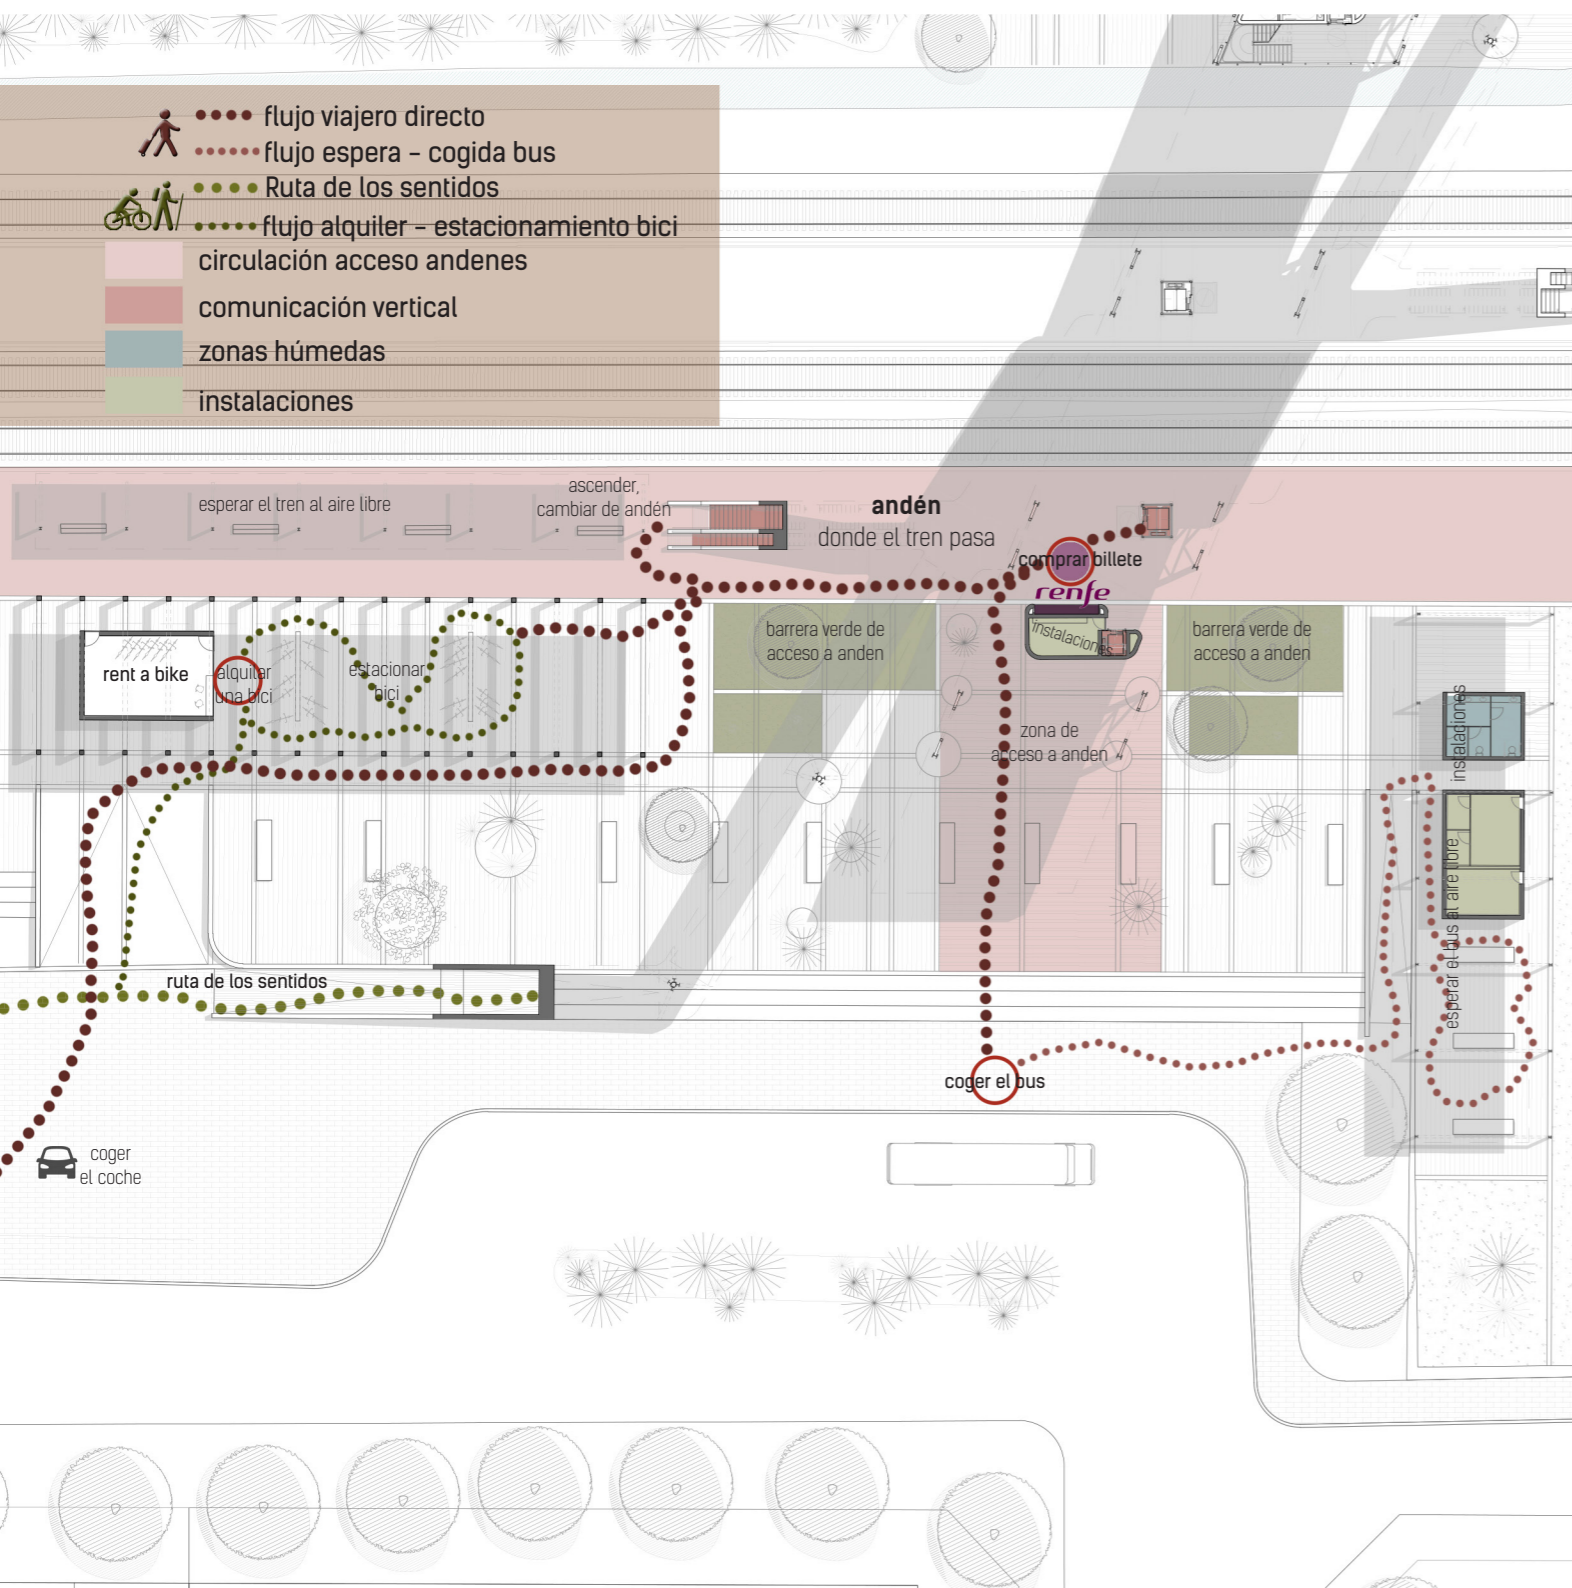 flujo viajero directo
flujo espera - cogida bus
Ruta de los sentidos
flujo alquiler - estacionamiento bici
circulación acceso andenes
comunicación vertical
zonas húmedas
instalaciones
esperar el tren al aire libre
ascender,
cambiar de andén
andén
donde el tren pasa
comprar billete
renfe
instalaciones
barrera verde de
acceso a anden
barrera verde de
acceso a anden
rent a bike
alquilar
una bici
estacionar
bici
zona de
acceso a anden
instalaciones
esperar el bus al aire libre
ruta de los sentidos
coger el bus
coger
el coche